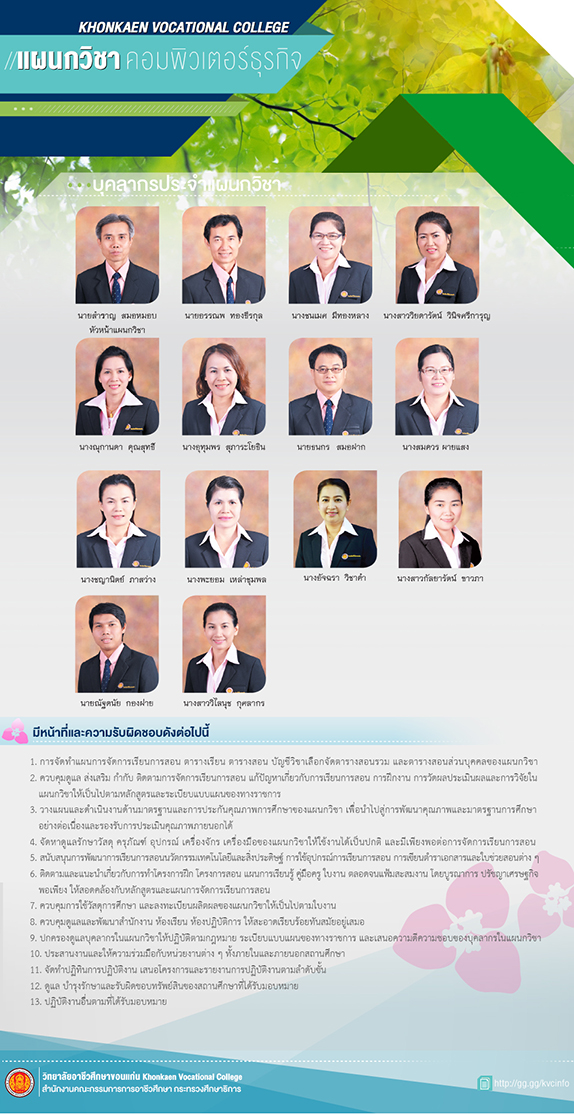 KHONKAEN VOCATIONAL COLLEGE
//แผนกวิชา คอมพิวเตอร์ธุรกิจ
บุคลากรประจำแผนกวิชา
นายสำราญ สมอหมอบ
หัวหน้าแผนกวิชา
นายอรรณพ ทองธีรกุล
นางชนเมศ มีทองหลาง
นางสาววิยดารัตน์ วินิจศรีการุญ
นางณุกานดา คุณสุทธิ์
นางอุทุมพร สุภาระโยธิน
นายธนกร สมอฝาก
นางสมควร ผายแสง
นางชญานิตย์ ภาสว่าง
นางพะยอม เหล่าชุมพล
นางอัจฉรา วิชาคำ
นางสาวกัลยารัตน์ ขาวภา
นายณัฐดนัย กองฝ่าย
นางสาววิไลนุช กุศลากร
มีหน้าที่และความรับผิดชอบดังต่อไปนี้
1. การจัดทำแผนการจัดการเรียนการสอน ตารางเรียน ตารางสอน บัญชีวิชาเลือกจัดตารางสอนรวม และตารางสอนส่วนบุคคลของแผนกวิชา
2. ควบคุมดูแล ส่งเสริม กำกับ ติดตามการจัดการเรียนการสอน แก้ปัญหาเกี่ยวกับการเรียนการสอน การฝึกงาน การวัดผลประเมินผลและการวิจัยใน
แผนกวิชาให้เป็นไปตามหลักสูตรและระเบียบแบบแผนของทางราชการ
3. วางแผนและดำเนินงานด้านมาตรฐานและการประกันคุณภาพการศึกษาของแผนกวิชา เพื่อนำไปสู่การพัฒนาคุณภาพและมาตรฐานการศึกษา
อย่างต่อเนื่องและรองรับการประเมินคุณภาพภายนอกได้
4. จัดหาดูแลรักษาวัสดุ ครุภัณฑ์ อุปกรณ์ เครื่องจักร เครื่องมือของแผนกวิชาให้ใช้งานได้เป็นปกติ และมีเพียงพอต่อการจัดการเรียนการสอน
5. สนับสนุนการพัฒนาการเรียนการสอนนวัตกรรมเทคโนโลยีและสิ่งประดิษฐ์ การใช้อุปกรณ์การเรียนการสอน การเขียนตำราเอกสารและใบช่วยสอนต่าง ๆ
6. ติดตามและแนะนำเกี่ยวกับการทำโครงการฝึก โครงการสอน แผนการเรียนรู้ คู่มือครู ใบงาน ตลอดจนแฟ้มสะสมงาน โดยบูรณาการ ปรัชญาเศรษฐกิจ
พอเพียง ให้สอดคล้องกับหลักสูตรและแผนการจัดการเรียนการสอน
7. ควบคุมการใช้วัสดุการศึกษา และลงทะเบียนผลิตผลของแผนกวิชาให้เป็นไปตามใบงาน
8. ควบคุมดูแลและพัฒนาสำนักงาน ห้องเรียน ห้องปฏิบัติการ ให้สะอาดเรียบร้อยทันสมัยอยู่เสมอ
9. ปกครองดูแลบุคลากรในแผนกวิชาให้ปฏิบัติตามกฎหมาย ระเบียบแบบแผนของทางราชการ และเสนอความดีความชอบของบุคลากรในแผนกวิชา
10. ประสานงานและให้ความร่วมมือกับหน่วยงานต่าง ๆ ทั้งภายในและภายนอกสถานศึกษา
11. จัดทำปฏิทินการปฏิบัติงาน เสนอโครงการและรายงานการปฏิบัติงานตามลำดับขั้น
12. ดูแล บำรุงรักษาและรับผิดชอบทรัพย์สินของสถานศึกษาที่ได้รับมอบหมาย
13. ปฏิบัติงานอื่นตามที่ได้รับมอบหมาย
วิทยาลัยอาชีวศึกษาขอนแก่น Khonkaen Vocational College
สำนักงานคณะกรรมการการอาชีวศึกษา กระทรวงศึกษาธิการ
http://gg.gg/kvcinfo